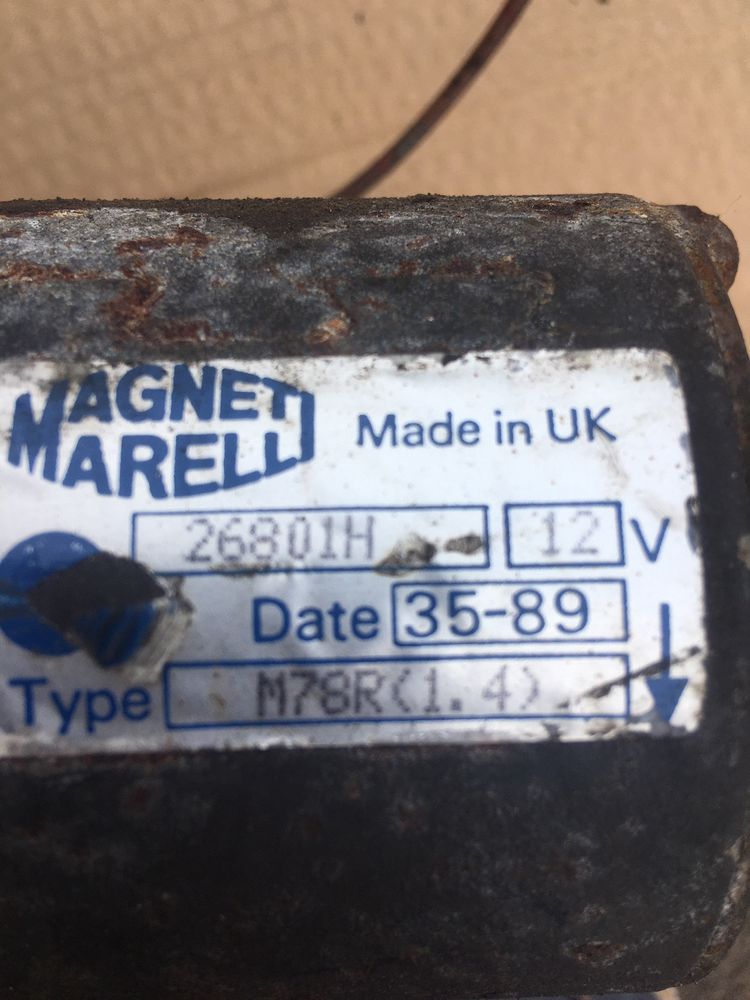 MAGNETI
MARELLI
Made in UK
26801H 12 V
Date 35-89
Type M78R(1.4)